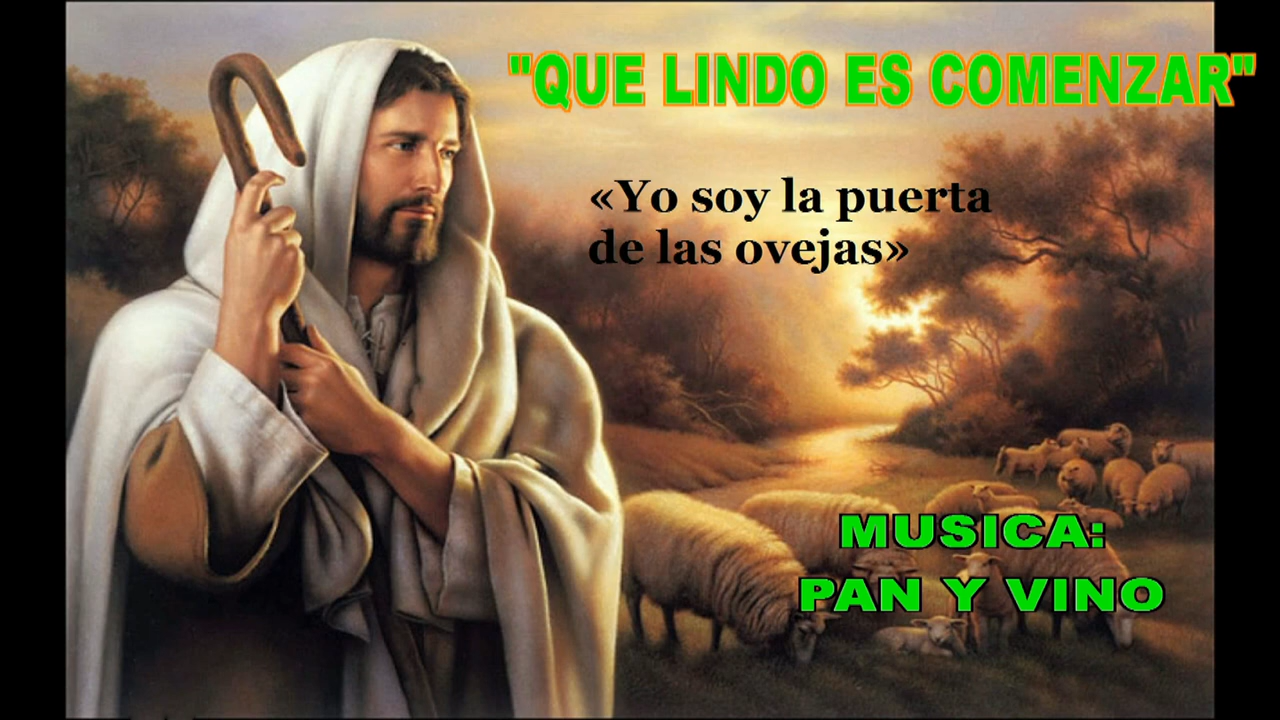 "QUE LINDO ES COMENZAR"
«Yo soy la puerta
de las ovejas»
MUSICA:
PAN Y VINO